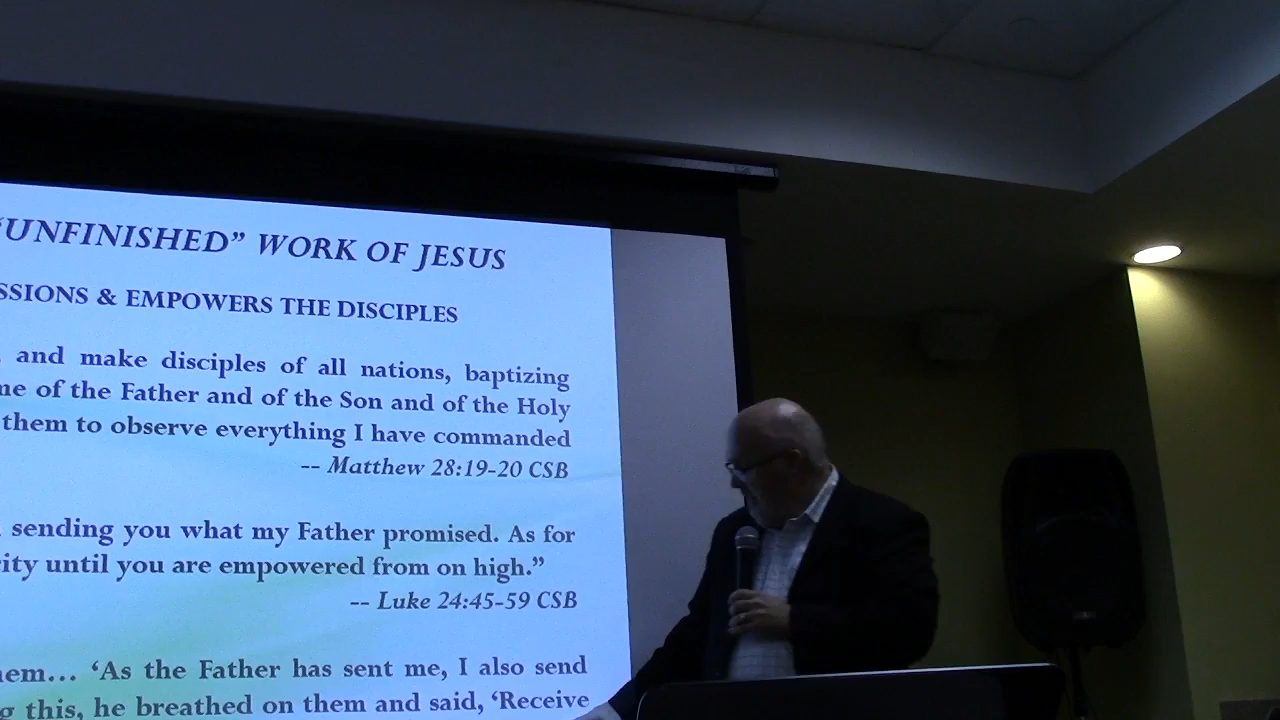 UNFINISHED” WORK OF JESUS
& EMPOWERS THE DISCIPLES
and make disciples of all nations, baptizing
of the Father and of the Son and of the Holy
them to observe everything I have commanded
-- Matthew 28:19-20 CSB
sending you what my Father promised. As for
until you are empowered from on high.”
-- Luke 24:45-59 CSB
‘As the Father has sent me, I also send
this, he breathed on them and said, ‘Receive